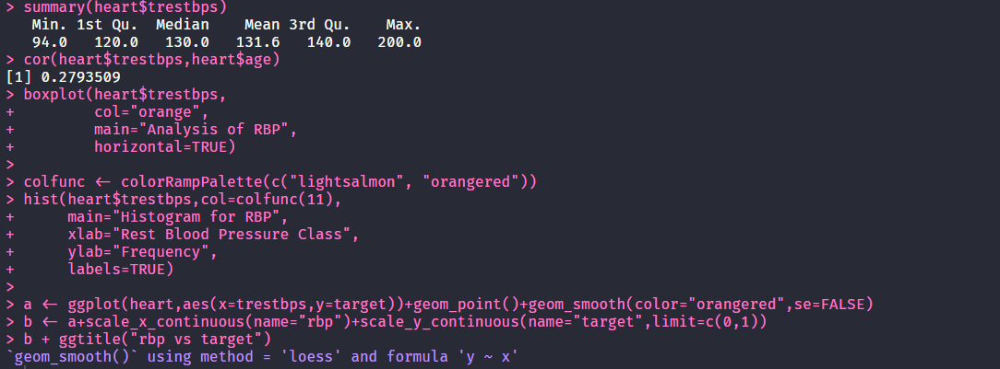 > summary(heart$trestbps)
   Min. 1st Qu.  Median    Mean 3rd Qu.    Max.
   94.0   120.0   130.0   131.6   140.0   200.0
> cor(heart$trestbps,heart$age)
[1] 0.2793509
> boxplot(heart$trestbps,
+         col="orange",
+         main="Analysis of RBP",
+         horizontal=TRUE)
>
> colfunc <- colorRampPalette(c("lightsalmon", "orangered"))
> hist(heart$trestbps,col=colfunc(11),
+      main="Histogram for RBP",
+      xlab="Rest Blood Pressure Class",
+      ylab="Frequency",
+      labels=TRUE)
>
> a <- ggplot(heart,aes(x=trestbps,y=target))+geom_point()+geom_smooth(color="orangered",se=FALSE)
> b <- a+scale_x_continuous(name="rbp")+scale_y_continuous(name="target",limit=c(0,1))
> b + ggtitle("rbp vs target")
`geom_smooth()` using method = 'loess' and formula 'y ~ x'